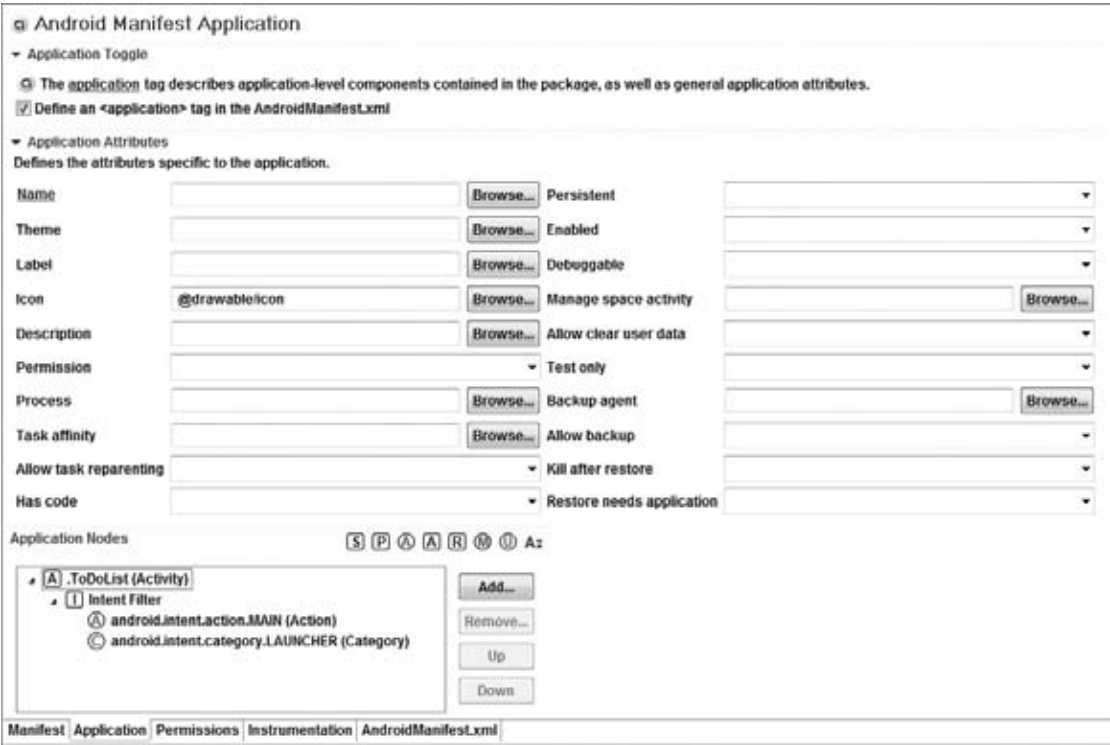 Android Manifest Application
Application Toggle
The application tag describes application-level components contained in the package, as well as general application attributes.
Define an <application> tag in the AndroidManifest.xml
Application Attributes
Defines the attributes specific to the application.
Name Browse... Persistent
Theme Browse... Enabled
Label Browse... Debuggable
Icon @drawable/icon Browse... Manage space activity Browse...
Description Browse... Allow clear user data
Permission Test only
Process Browse... Backup agent Browse...
Task affinity Browse... Allow backup
Allow task reparenting Kill after restore
Has code Restore needs application
Application Nodes S P A A R M U Az
A .ToDoList (Activity) Add...
I Intent Filter
A android.intent.action.MAIN (Action) Remove...
C android.intent.category.LAUNCHER (Category)
Up
Down
Manifest Application Permissions Instrumentation AndroidManifest.xml